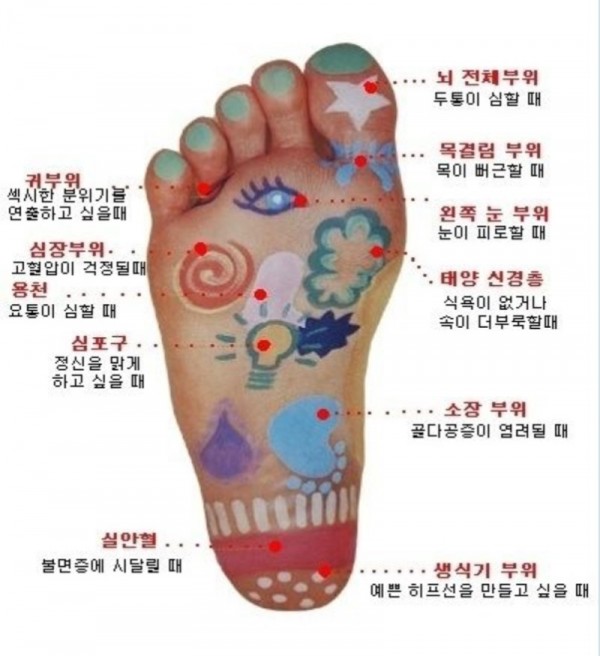 뇌 전체부위
두통이 심할 때
목결림 부위
목이 뻐근할 때
왼쪽 눈 부위
눈이 피로할 때
태양 신경층
식욕이 없거나
속이 더부룩할때
소장 부위
골다공증이 염려될 때
생식기 부위
예쁜 히프선을 만들고 싶을 때
귀부위
섹시한 분위기를
연출하고 싶을때
심장부위
고혈압이 걱정될때
용천
요통이 심할 때
심포구
정신을 맑게
하고 싶을 때
실안혈
불면증에 시달릴 때